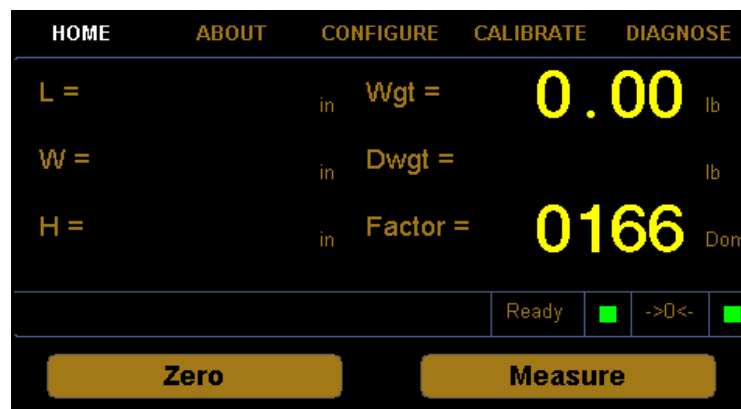 HOME ABOUT CONFIGURE CALIBRATE DIAGNOSE
L = in Wgt = 0.00 lb
W = in Dwgt = lb
H = in Factor = 0166 Dom
Ready ->0<-
Zero Measure